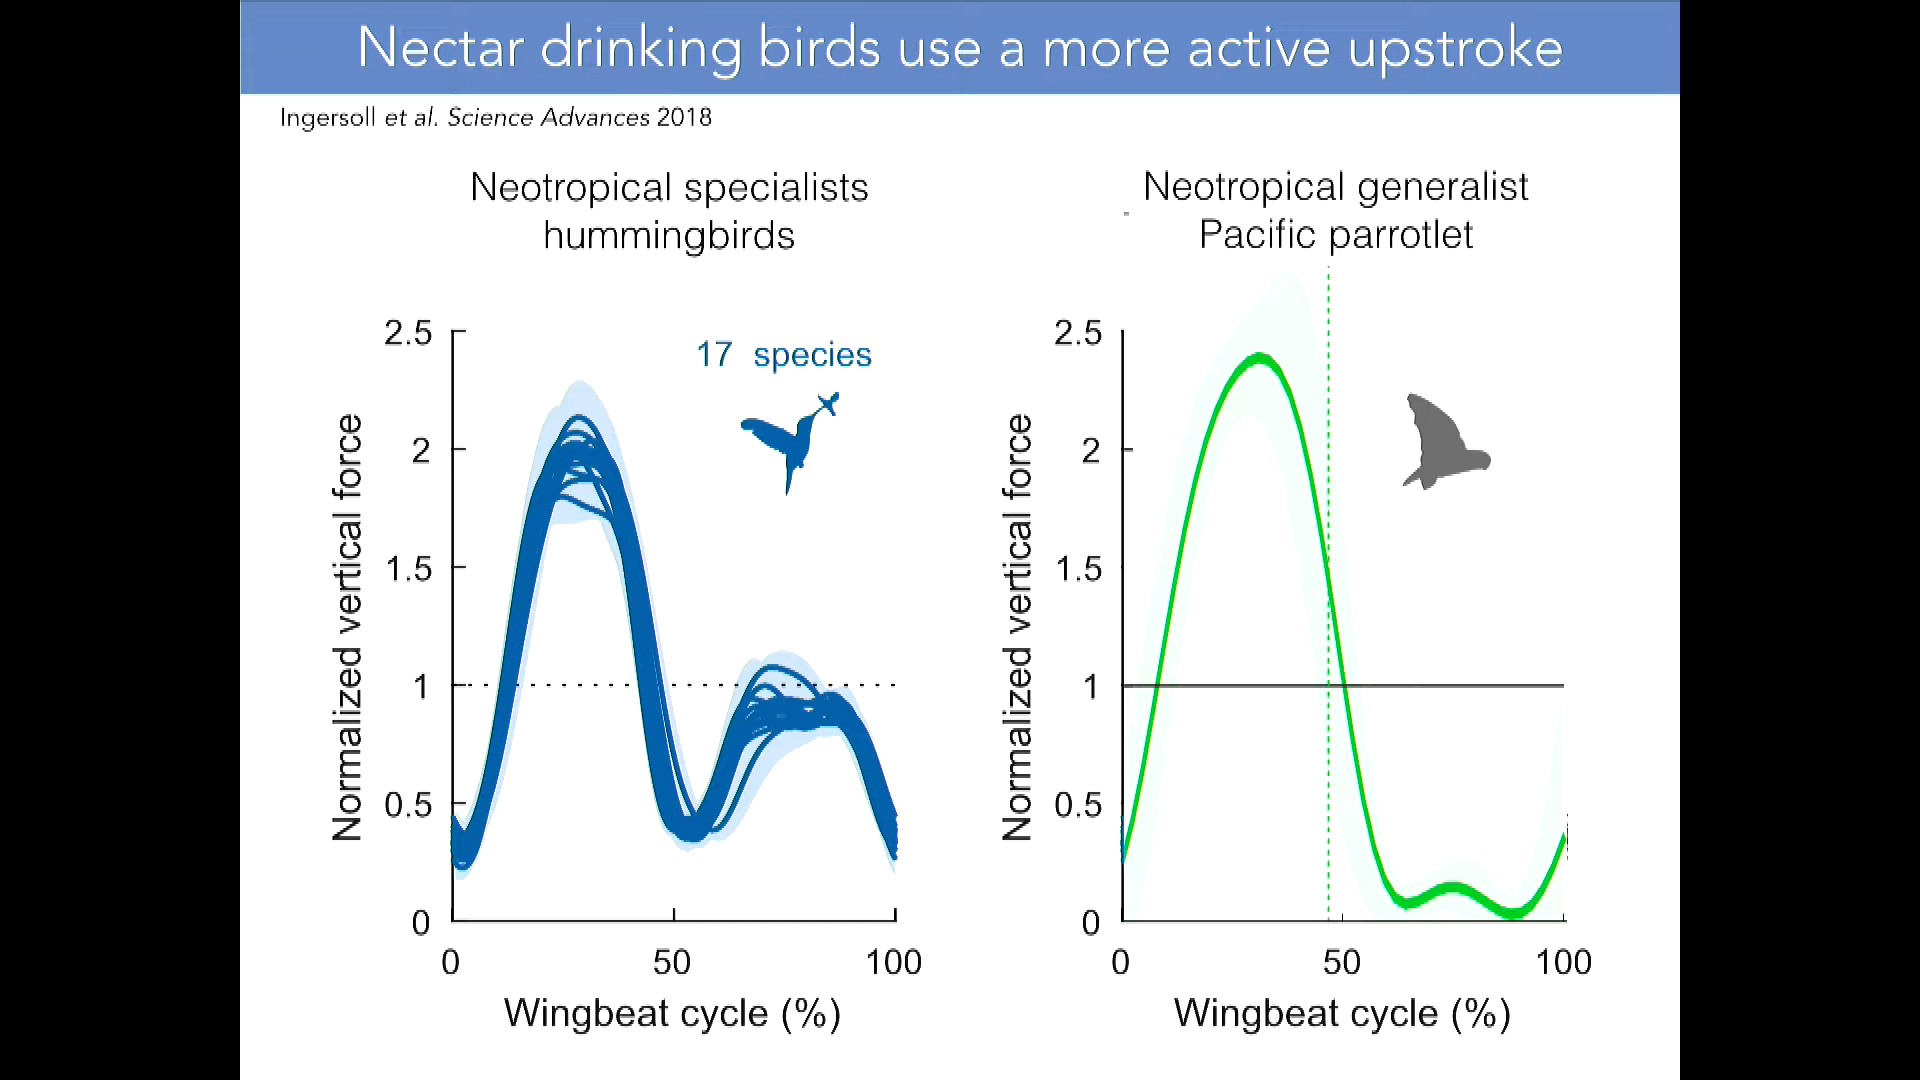 Nectar drinking birds use a more active upstroke
Ingersoll et al. Science Advances 2018
Neotropical specialists
hummingbirds
17 species
Normalized vertical force
2.5
2
1.5
1
0.5
0
0 50 100
Wingbeat cycle (%)
Neotropical generalist
Pacific parrotlet
Normalized vertical force
2.5
2
1.5
1
0.5
0
0 50 100
Wingbeat cycle (%)